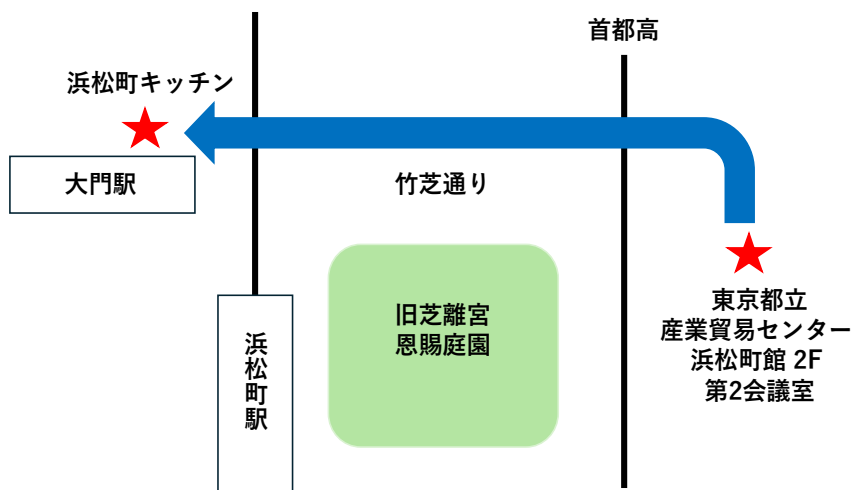 首都高
浜松町キッチン
大門駅
竹芝通り
旧芝離宮
恩賜庭園
浜松町駅
東京都立
産業貿易センター
浜松町館 2F
第2会議室